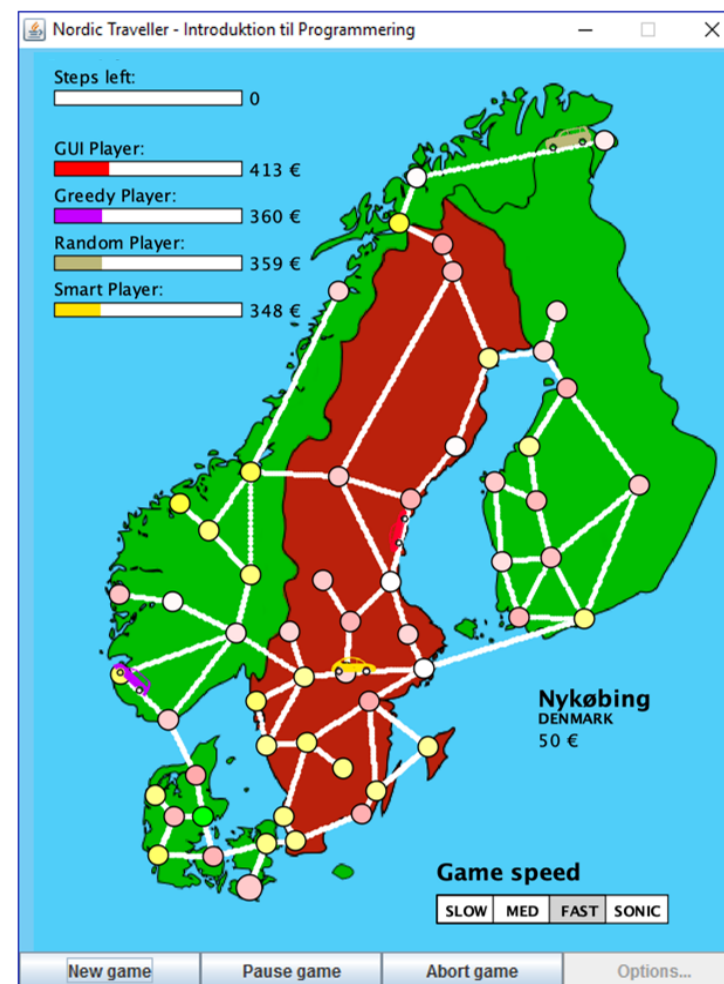 Nordic Traveller - Introduktion til Programmering
Steps left:
0
GUI Player:
413 €
Greedy Player:
360 €
Random Player:
359 €
Smart Player:
348 €
Nykøbing
DENMARK
50 €
Game speed
SLOW MED FAST SONIC
New game Pause game Abort game Options...